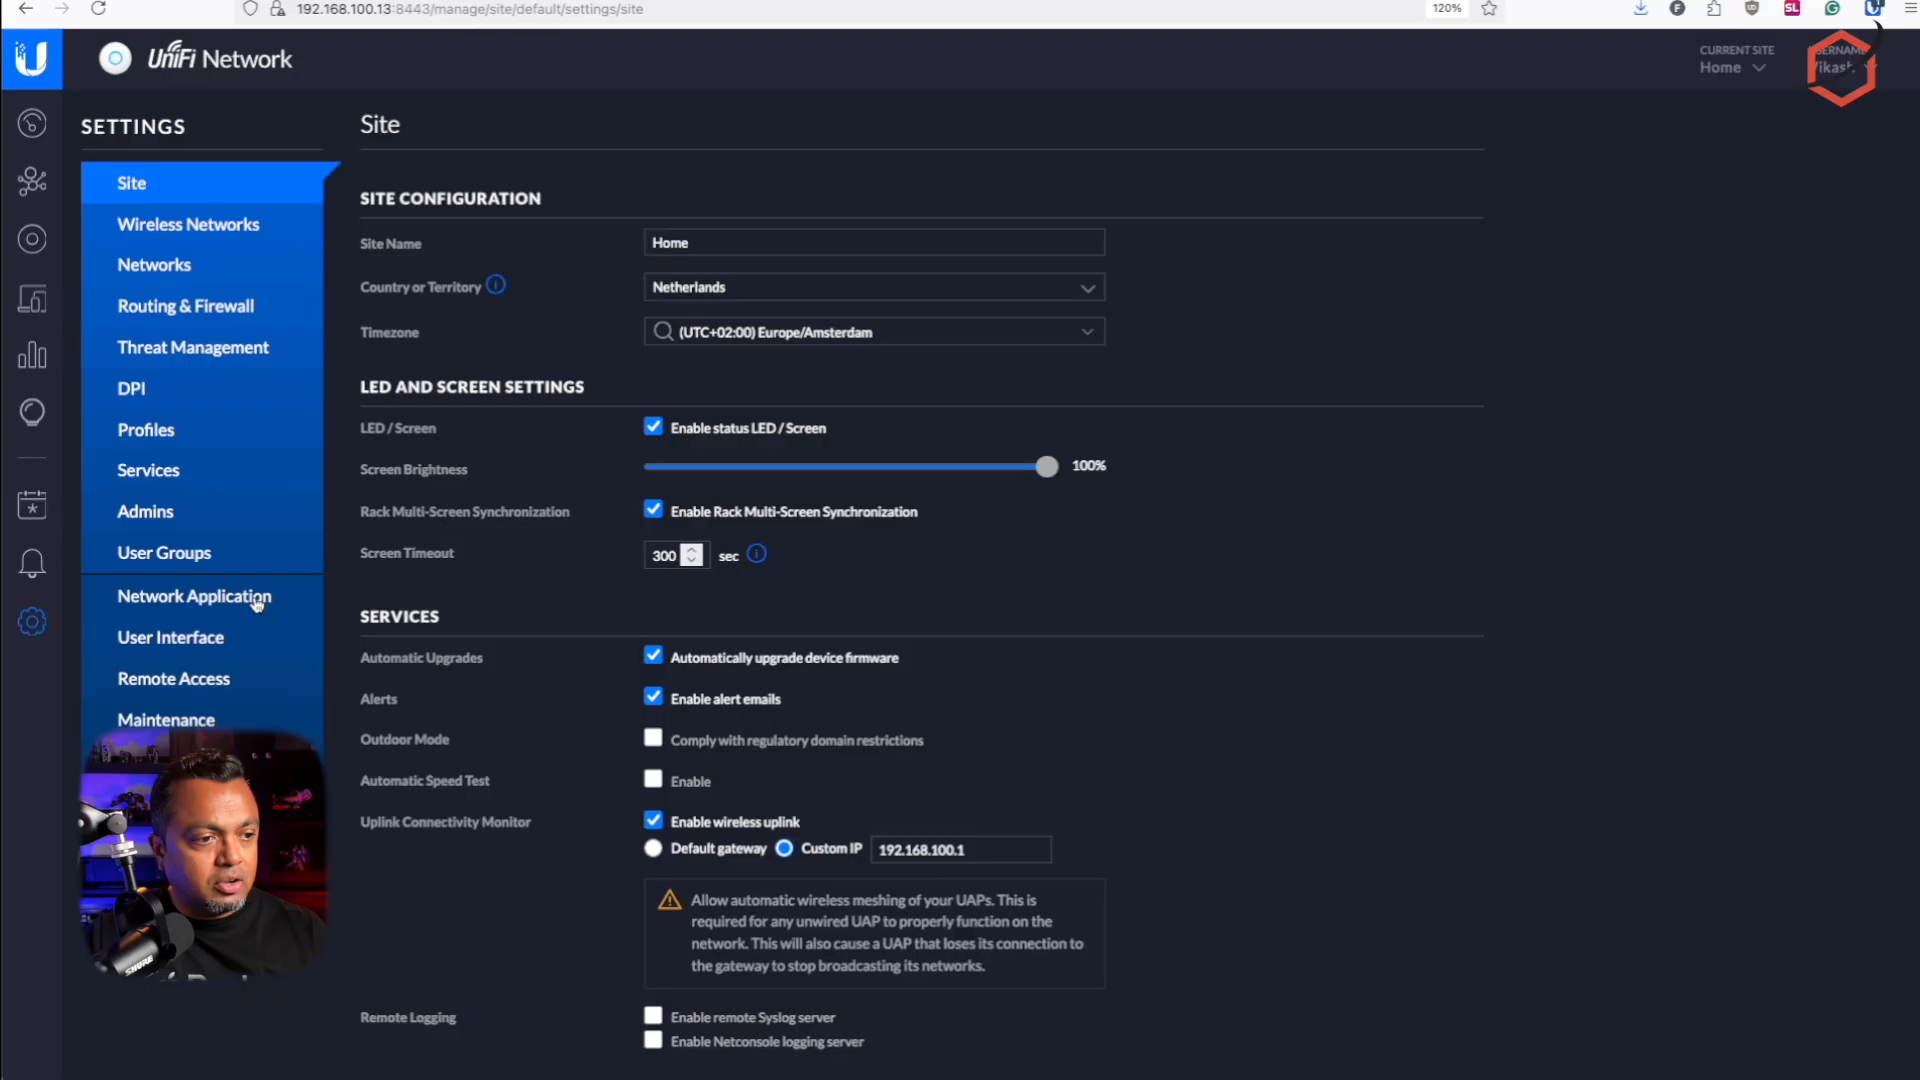 192.168.100.13:8443/manage/site/default/settings/site
120%
UniFi Network
CURRENT SITE
Home
SETTINGS
Site
Wireless Networks
Networks
Routing & Firewall
Threat Management
DPI
Profiles
Services
Admins
User Groups
Network Application
User Interface
Remote Access
Maintenance
Site
SITE CONFIGURATION
Site Name
Home
Country or Territory
Netherlands
Timezone
(UTC+02:00) Europe/Amsterdam
LED AND SCREEN SETTINGS
LED / Screen
Enable status LED / Screen
Screen Brightness
100%
Rack Multi-Screen Synchronization
Enable Rack Multi-Screen Synchronization
Screen Timeout
300
sec
SERVICES
Automatic Upgrades
Automatically upgrade device firmware
Alerts
Enable alert emails
Outdoor Mode
Comply with regulatory domain restrictions
Automatic Speed Test
Enable
Uplink Connectivity Monitor
Enable wireless uplink
Default gateway
Custom IP
192.168.100.1
Allow automatic wireless meshing of your UAPs. This is
required for any unwired UAP to properly function on the
network. This will also cause a UAP that loses its connection to
the gateway to stop broadcasting its networks.
Remote Logging
Enable remote Syslog server
Enable Netconsole logging server
SHURE